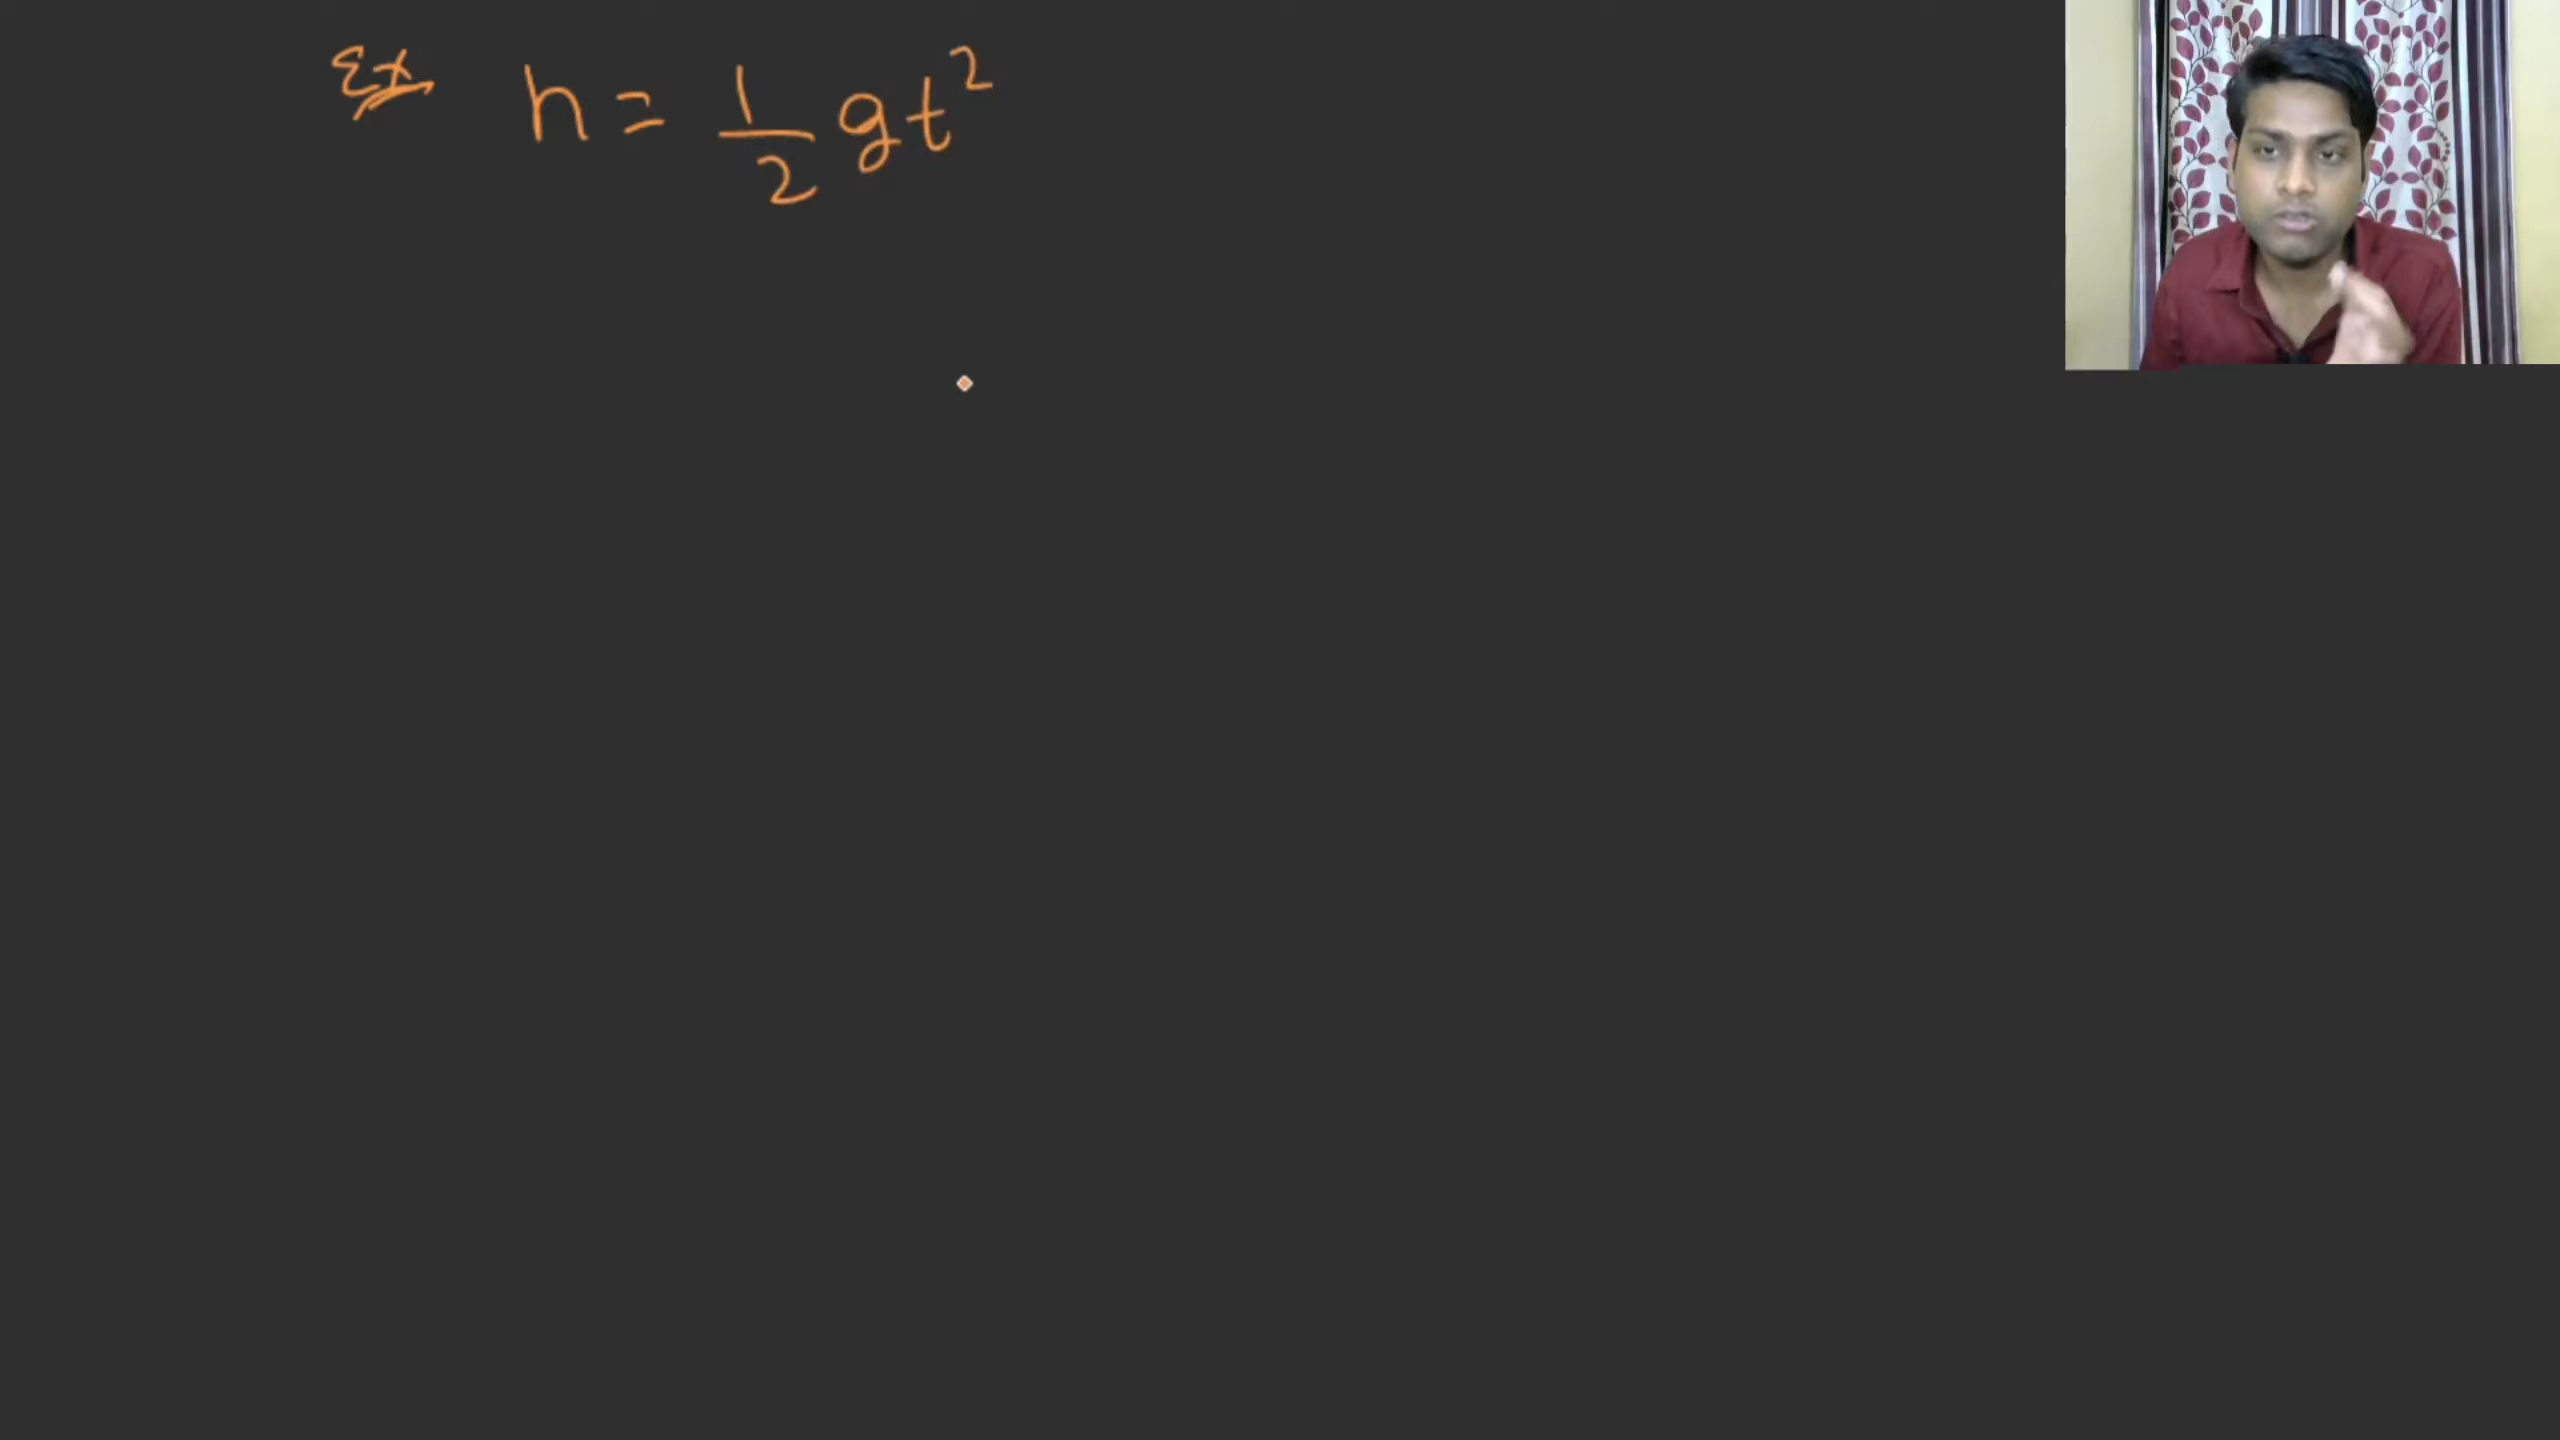 Ex h = 1/2 gt²